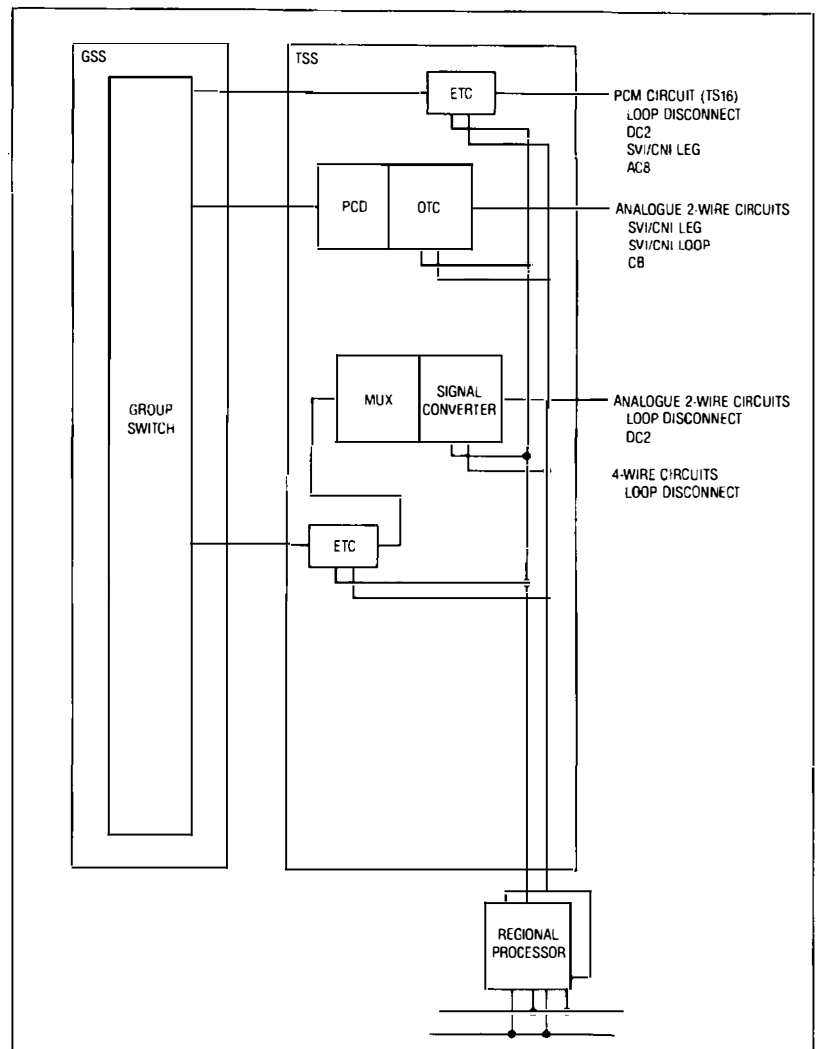 GSS
TSS
ETC
PCM CIRCUIT (TS16)
LOOP DISCONNECT
DC2
SVI/CNI LEG
AC8
PCD
OTC
ANALOGUE 2-WIRE CIRCUITS
SVI/CNI LEG
SVI/CNI LOOP
CB
GROUP
SWITCH
MUX
SIGNAL
CONVERTER
ANALOGUE 2-WIRE CIRCUITS
LOOP DISCONNECT
DC2
4-WIRE CIRCUITS
LOOP DISCONNECT
ETC
REGIONAL
PROCESSOR